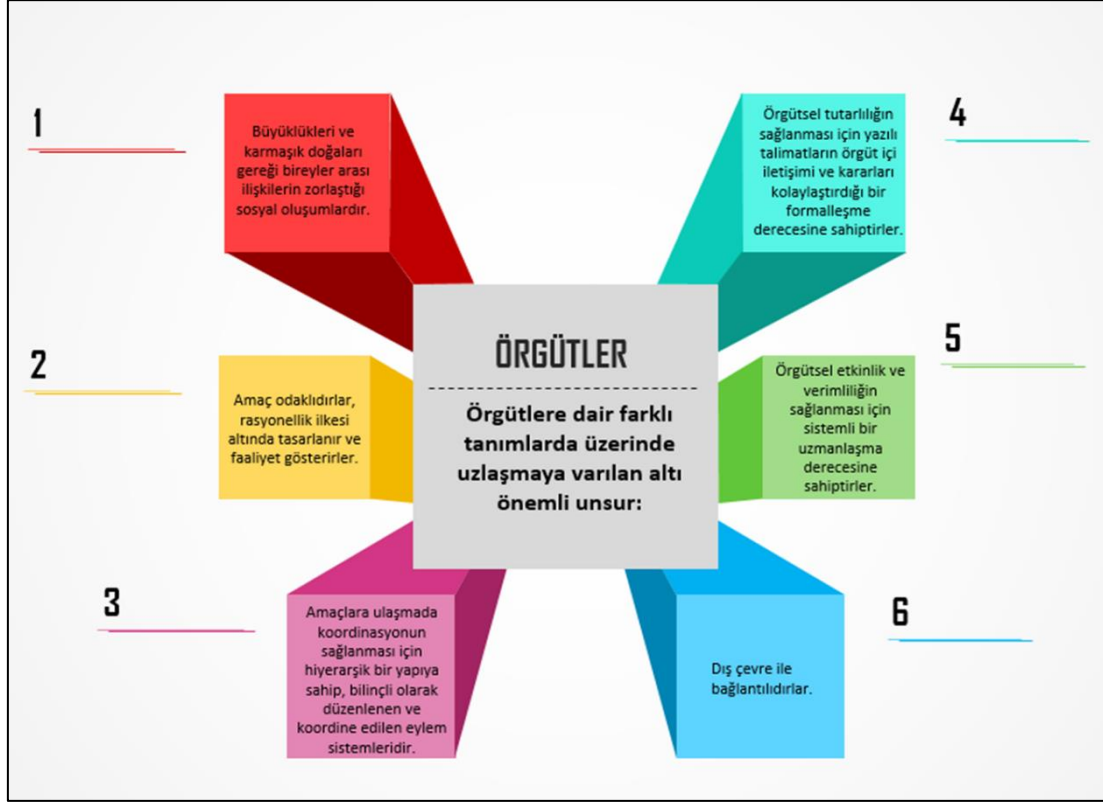 ÖRGÜTLER
Örgütlere dair farklı
tanımlarda üzerinde
uzlaşmaya varılan altı
önemli unsur:
1
Büyüklükleri ve
karmaşık doğaları
gereği bireyler arası
ilişkilerin zorlaştığı
sosyal oluşumlardır.
2
Amaç odaklıdırlar,
rasyonellik ilkesi
altında tasarlanır ve
faaliyet gösterirler.
3
Amaçlara ulaşmada
koordinasyonun
sağlanması için
hiyerarşik bir yapıya
sahip, bilinçli olarak
düzenlenen ve
koordine edilen eylem
sistemleridir.
4
Örgütsel tutarlılığın
sağlanması için yazılı
talimatların örgüt içi
iletişimi ve kararları
kolaylaştırdığı bir
formalleşme
derecesine sahiptirler.
5
Örgütsel etkinlik ve
verimliliğin
sağlanması için
sistemli bir
uzmanlaşma
derecesine
sahiptirler.
6
Dış çevre ile
bağlantılıdırlar.